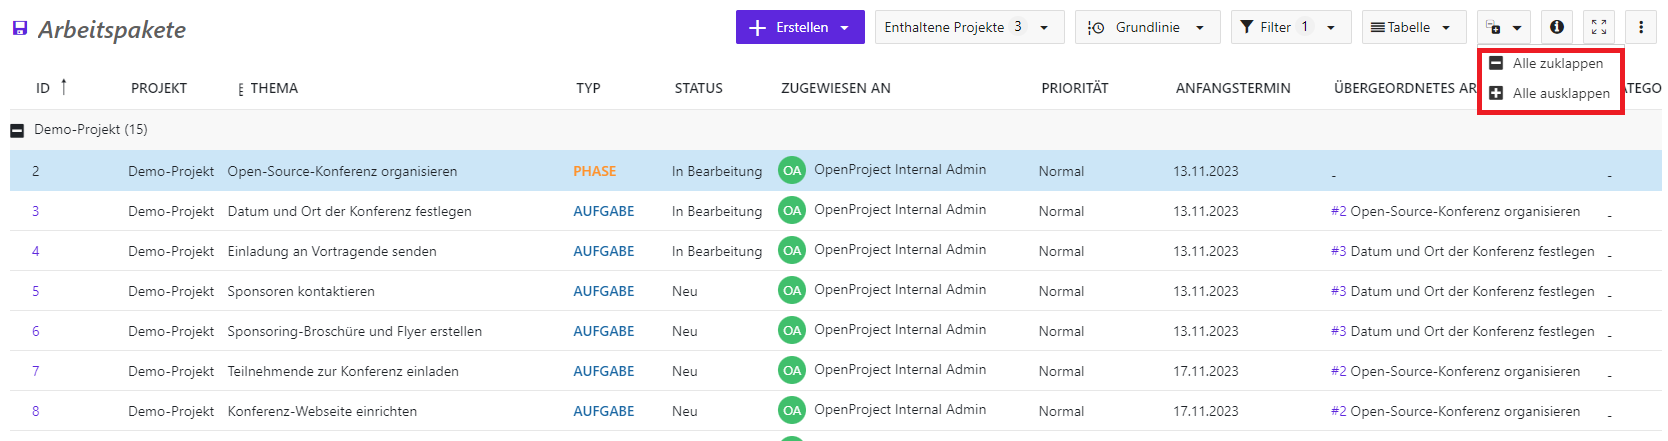 Arbeitspakete
Erstellen Enthaltene Projekte 3 Grundlinie Filter 1 Tabelle
Alle zuklappen
Alle ausklappen
ID PROJEKT THEMA TYP STATUS ZUGEWIESEN AN PRIORITÄT ANFANGSTERMIN ÜBERGEORDNETES AR ATEGO
Demo-Projekt (15)
2 Demo-Projekt Open-Source-Konferenz organisieren PHASE In Bearbeitung OA OpenProject Internal Admin Normal 13.11.2023 - -
3 Demo-Projekt Datum und Ort der Konferenz festlegen AUFGABE In Bearbeitung OA OpenProject Internal Admin Normal 13.11.2023 #2 Open-Source-Konferenz organisieren -
4 Demo-Projekt Einladung an Vortragende senden AUFGABE In Bearbeitung OA OpenProject Internal Admin Normal 13.11.2023 #3 Datum und Ort der Konferenz festlegen -
5 Demo-Projekt Sponsoren kontaktieren AUFGABE Neu OA OpenProject Internal Admin Normal 13.11.2023 #3 Datum und Ort der Konferenz festlegen -
6 Demo-Projekt Sponsoring-Broschüre und Flyer erstellen AUFGABE Neu OA OpenProject Internal Admin Normal 13.11.2023 #3 Datum und Ort der Konferenz festlegen -
7 Demo-Projekt Teilnehmende zur Konferenz einladen AUFGABE Neu OA OpenProject Internal Admin Normal 17.11.2023 #2 Open-Source-Konferenz organisieren -
8 Demo-Projekt Konferenz-Webseite einrichten AUFGABE Neu OA OpenProject Internal Admin Normal 17.11.2023 #2 Open-Source-Konferenz organisieren -